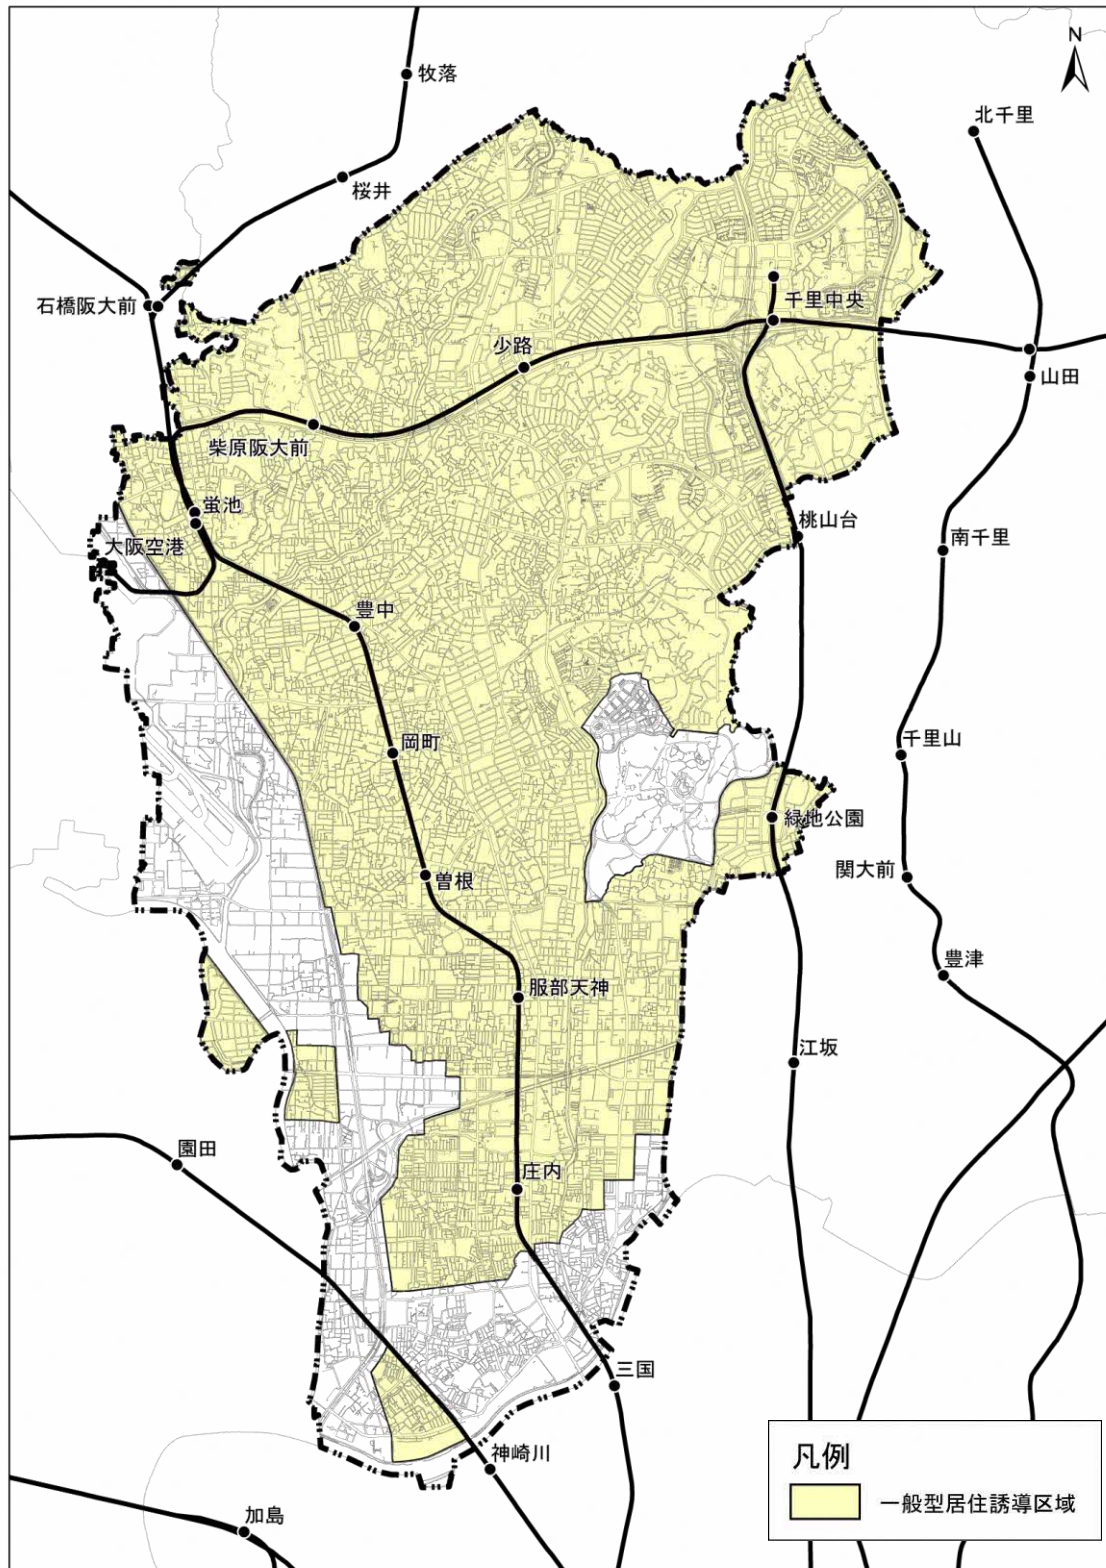 N
牧落
北千里
桜井
千里中央
石橋阪大前
少路
山田
柴原阪大前
蛍池
桃山台
大阪空港
南千里
豊中
岡町
千里山
緑地公園
関大前
曽根
豊津
服部天神
江坂
園田
庄内
三国
神崎川
加島
凡例
一般型居住誘導区域